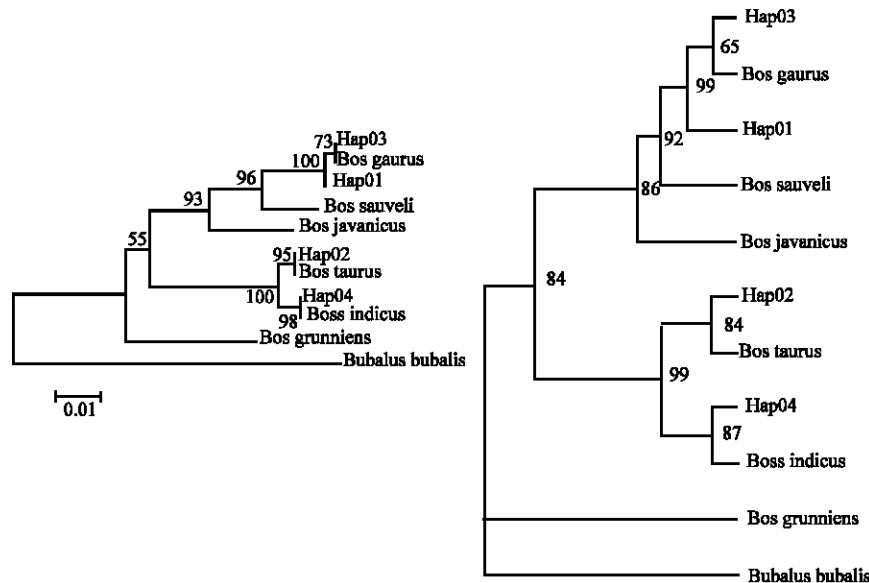 73 Hap03
Bos gaurus
100
Hap01
96
Bos sauveli
93
Bos javanicus
55
95 Hap02
Bos taurus
100
Hap04
98 Boss indicus
Bos grunniens
Bubalus bubalis
0.01
Hap03
65
Bos gaurus
99
Hap01
92
Bos sauveli
86
Bos javanicus
84
Hap02
84
Bos taurus
99
Hap04
87
Boss indicus
Bos grunniens
Bubalus bubalis